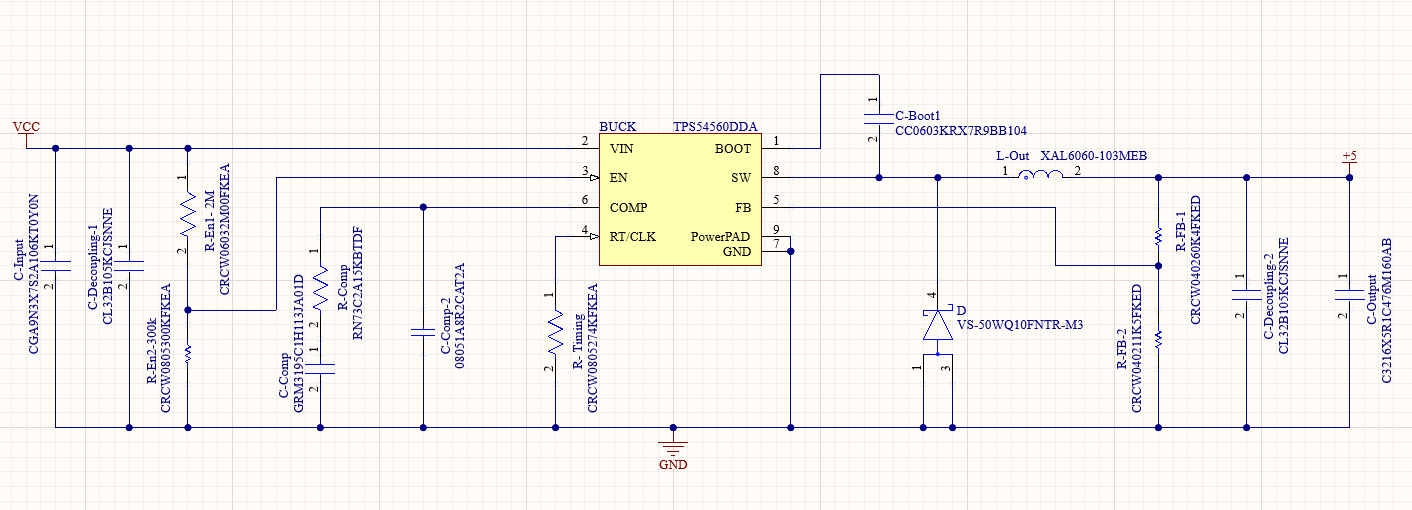 VCC
BUCK TPS54560DDA
2 VIN
3 EN
6 COMP
4 RT/CLK
BOOT 1
SW 8
FB 5
PowerPAD 9
GND 7
1
2
C-Boot1
CC0603KRX7R9BB104
L-Out XAL6060-103MEB
1 2
+5
C-Input
CGA9N3X7S2A106KT0Y0N
1
2
C-Decoupling-1
CL32B105KCJSNNE
1
2
R-En1- 2M
CRCW06032M00FKEA
1
2
R-En2-300k
CRCW0805300KFKEA
R-Comp
RN73C2A15KBTDF
1
2
C-Comp
GRM3195C1H113JA01D
1
2
C-Comp-2
08051A8R2CAT2A
R- Timing
CRCW0805274KFKEA
1
2
D
VS-50WQ10FNTR-M3
4
1
3
R-FB-1
CRCW040260K4FKED
R-FB-2
CRCW040211K5FKED
C-Decoupling-2
CL32B105KCJSNNE
1
2
C-Output
C3216X5R1C476M160AB
1
2
GND